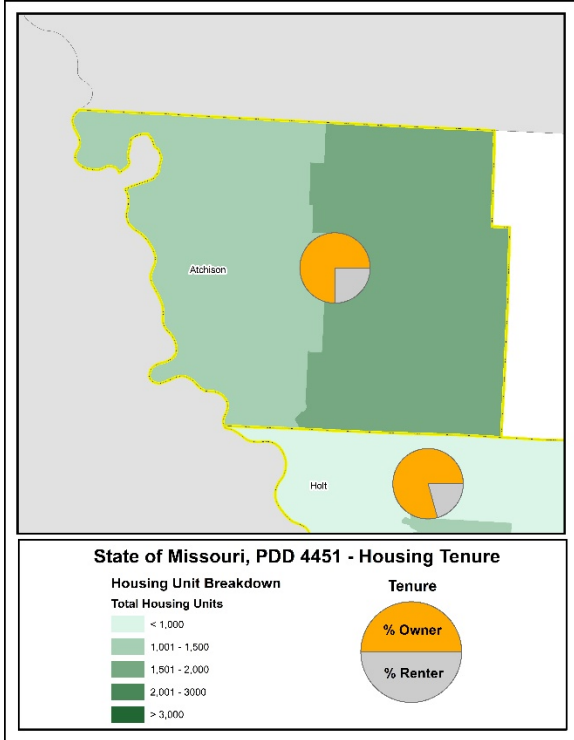 Atchison
Holt
State of Missouri, PDD 4451 - Housing Tenure
Housing Unit Breakdown
Total Housing Units
< 1,000
1,001 - 1,500
1,501 - 2,000
2,001 - 3000
> 3,000
Tenure
% Owner
% Renter